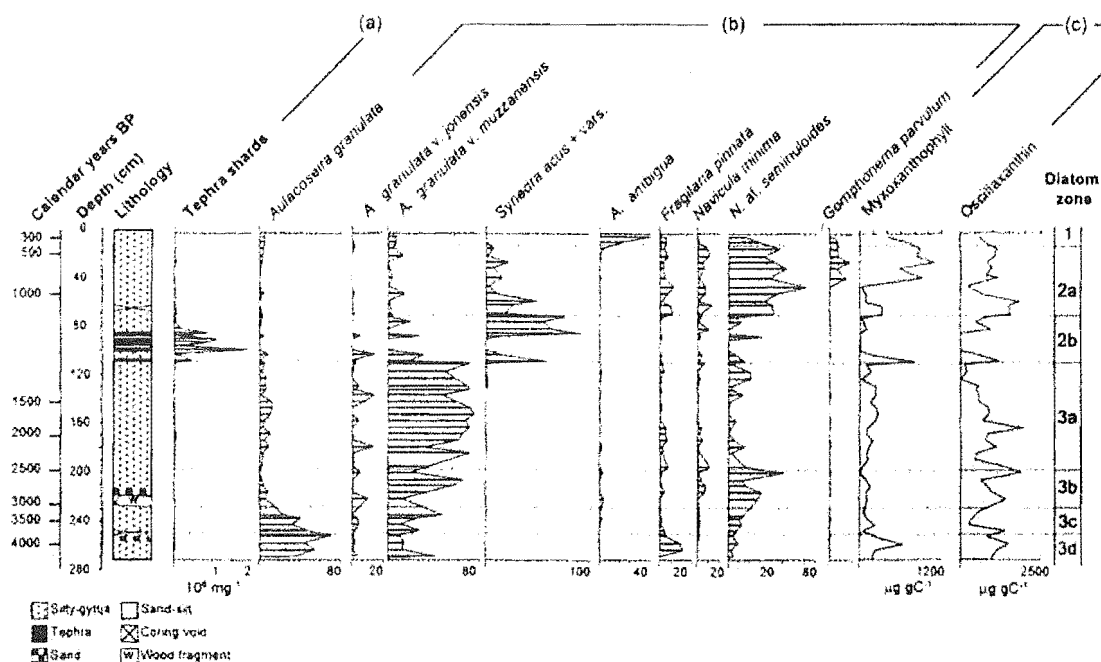 (a) (b) (c)
Calendar years BP
Depth (cm)
Lithology
Tephra shards
Aulacoseira granulata
A. granulata v. jonensis
A. granulata v. muzzanensis
Synedra acus + vars.
A. ambigua
Fragilaria pinnata
Navicula minima
N. af. seminuloides
Gomphonema parvulum
Myxoxanthophyll
Oscillaxanthin
Diatom
zone
300
500
1000
1500
2000
2500
3000
3500
4000
0
40
80
120
160
200
240
280
1
2a
2b
3a
3b
3c
3d
1 2 80 20 80 100 40 20 20 20 80 1200 2500
10⁶ mg⁻¹ µg gC⁻¹ µg gC⁻¹
W
Silty-gyttja Sand-silt
Tephra Coring void
Sand W Wood fragment